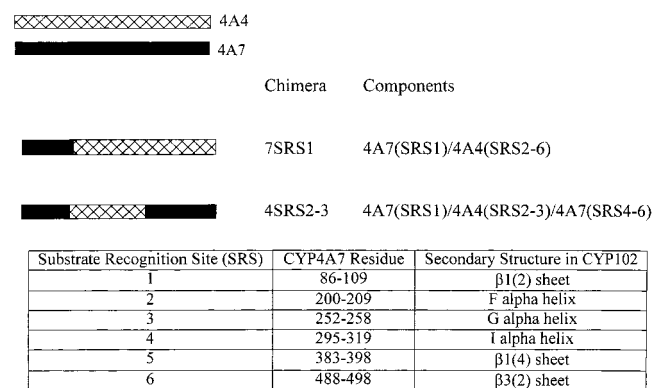 4A4
4A7
Chimera Components
7SRS1 4A7(SRS1)/4A4(SRS2-6)
4SRS2-3 4A7(SRS1)/4A4(SRS2-3)/4A7(SRS4-6)
Substrate Recognition Site (SRS) CYP4A7 Residue Secondary Structure in CYP102
1 86-109 β1(2) sheet
2 200-209 F alpha helix
3 252-258 G alpha helix
4 295-319 I alpha helix
5 383-398 β1(4) sheet
6 488-498 β3(2) sheet